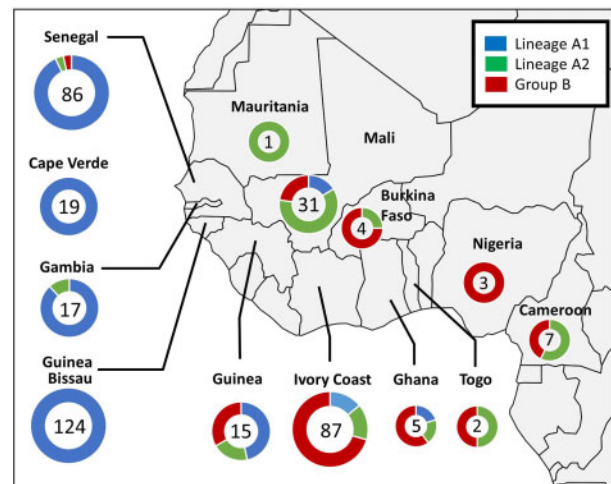 Senegal
86
Cape Verde
19
Gambia
17
Guinea
Bissau
124
Mauritania
1
Mali
31
Burkina
Faso
4
Nigeria
3
Cameroon
7
Guinea
15
Ivory Coast
87
Ghana
5
Togo
2
Lineage A1
Lineage A2
Group B